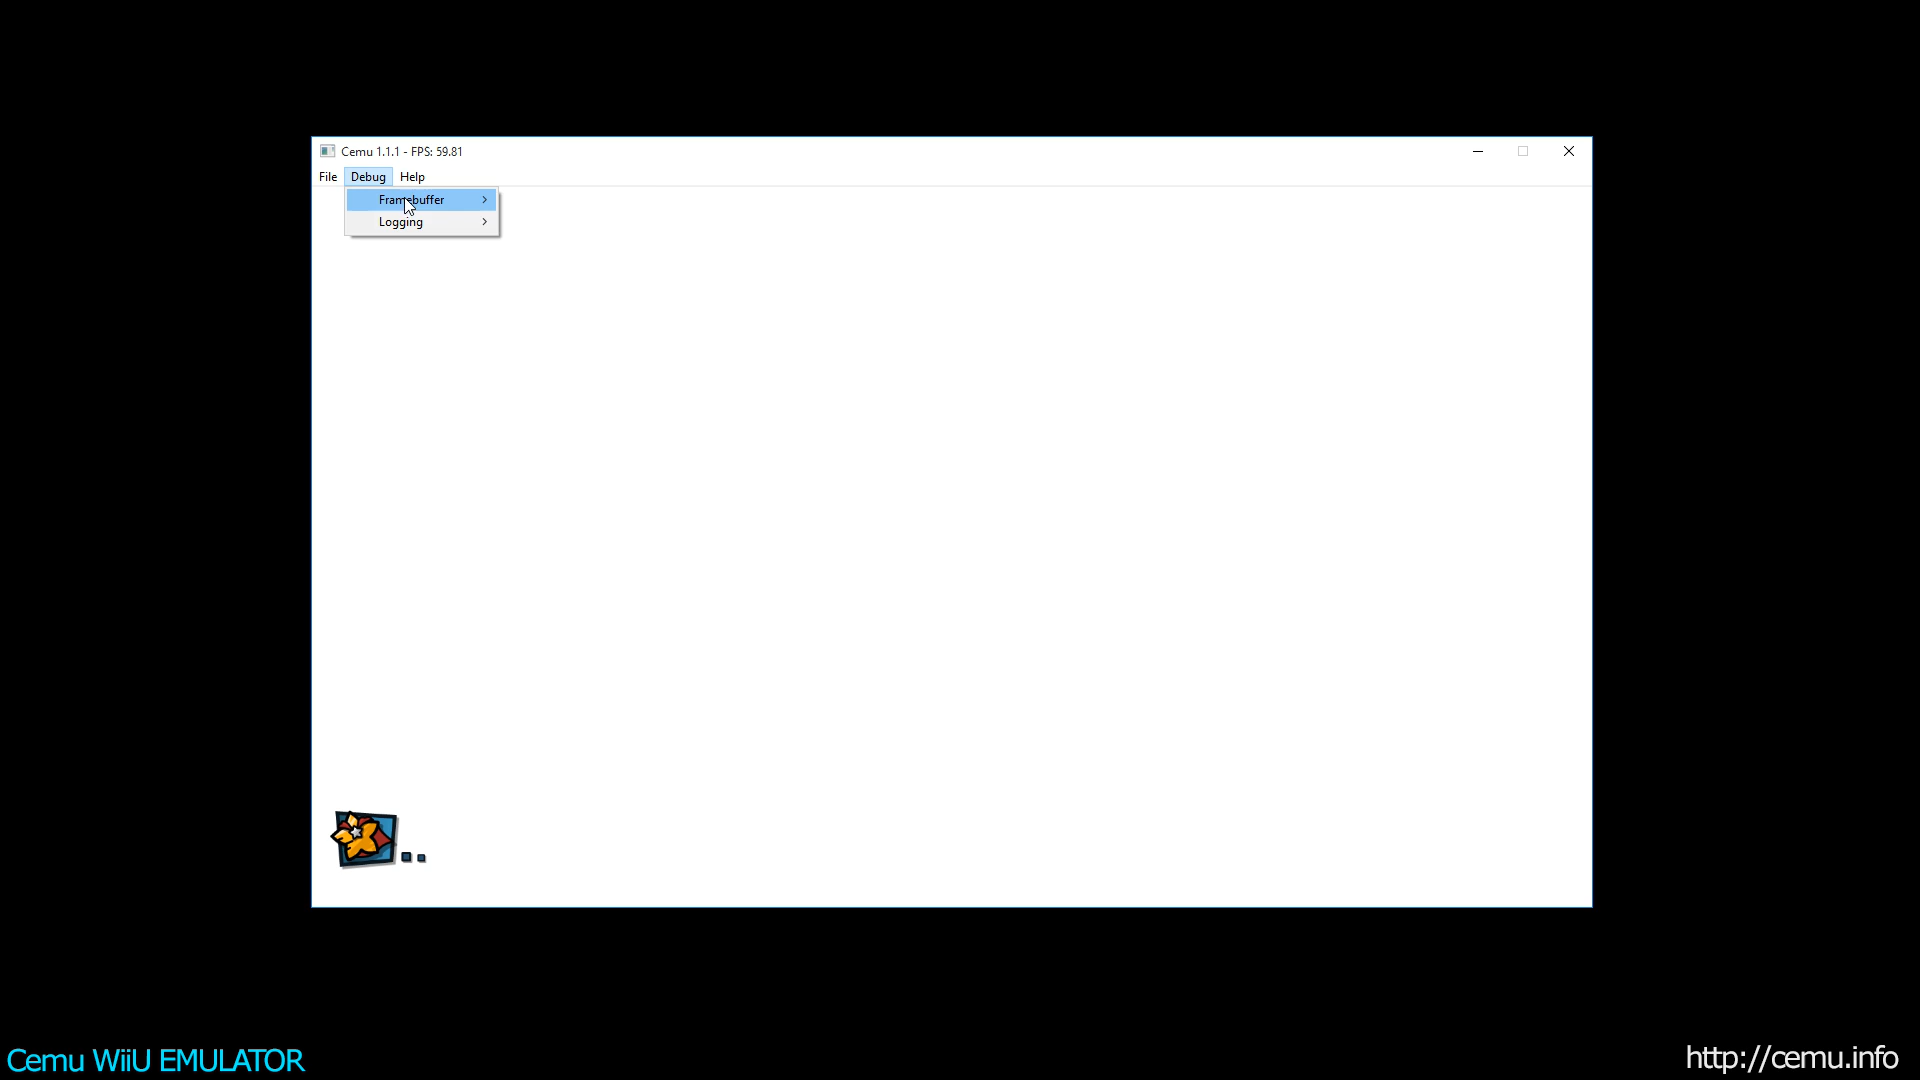 Cemu 1.1.1 - FPS: 59.81
File Debug Help
Framebuffer
Logging
Cemu WiiU EMULATOR
http://cemu.info